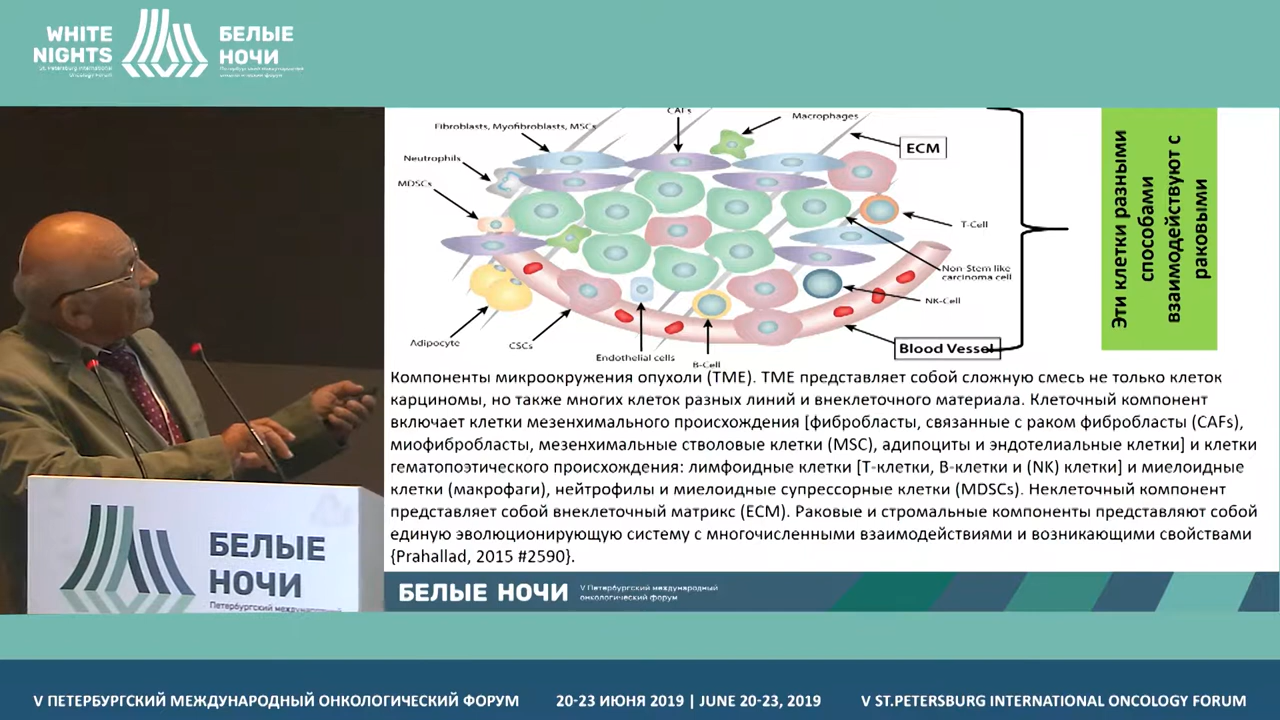 WHITE
NIGHTS
St. Petersburg International
Oncology Forum
БЕЛЫЕ
НОЧИ
CAFs
Macrophages
Fibroblasts, Myofibroblasts, MSCs
ECM
Neutrophils
MDSCs
T-Cell
Non-Stem like
carcinoma cell
NK-Cell
Adipocyte
CSCs
Endothelial cells
B-Cell
Blood Vessel
Эти клетки разными
способами
взаимодействуют с
раковыми
Компоненты микроокружения опухоли (TME). TME представляет собой сложную смесь не только клеток
карциномы, но также многих клеток разных линий и внеклеточного материала. Клеточный компонент
включает клетки мезенхимального происхождения [фибробласты, связанные с раком фибробласты (CAFs),
миофибробласты, мезенхимальные стволовые клетки (MSC), адипоциты и эндотелиальные клетки] и клетки
гематопоэтического происхождения: лимфоидные клетки [Т-клетки, В-клетки и (NK) клетки] и миелоидные
клетки (макрофаги), нейтрофилы и миелоидные супрессорные клетки (MDSCs). Неклеточный компонент
представляет собой внеклеточный матрикс (ECM). Раковые и стромальные компоненты представляют собой
единую эволюционирующую систему с многочисленными взаимодействиями и возникающими свойствами
{Prahallad, 2015 #2590}.
БЕЛЫЕ
НОЧИ
Петербургский международный
БЕЛЫЕ НОЧИ
V Петербургский международный
онкологический форум
V ПЕТЕРБУРГСКИЙ МЕЖДУНАРОДНЫЙ ОНКОЛОГИЧЕСКИЙ ФОРУМ
20-23 ИЮНЯ 2019 | JUNE 20-23, 2019
V ST.PETERSBURG INTERNATIONAL ONCOLOGY FORUM